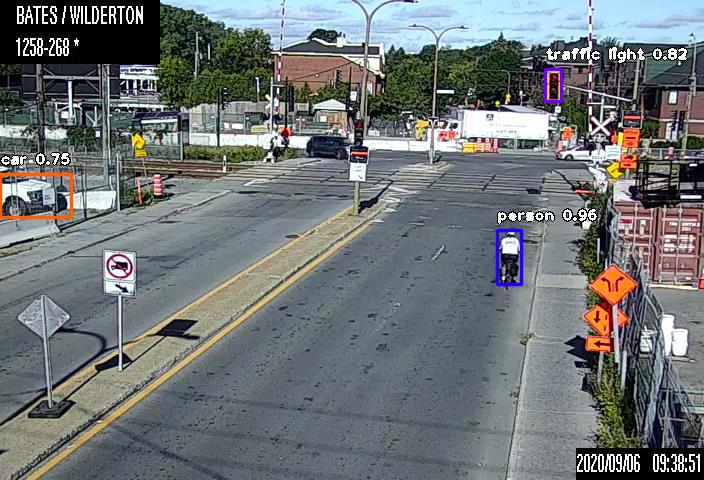 BATES / WILDERTON
1258-268 *
traffic light 0.82
car 0.75
person 0.96
2020/09/06 09:38:51